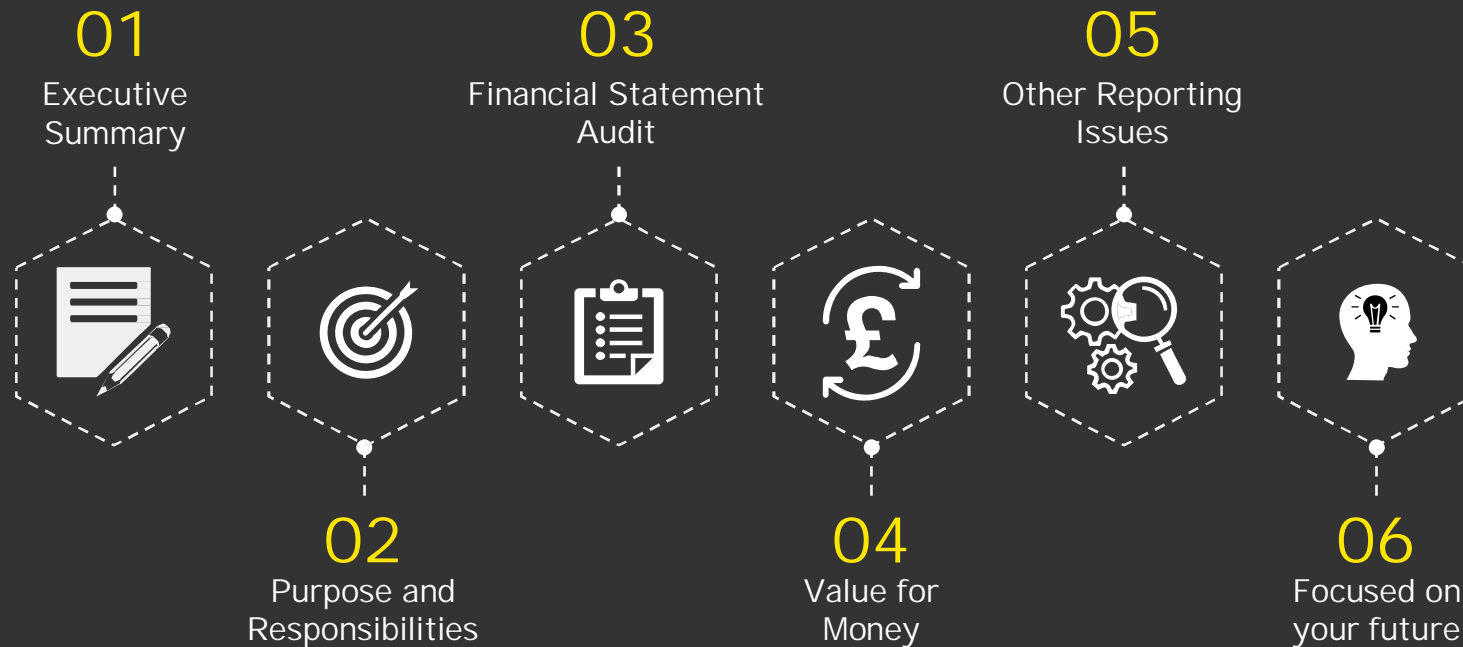 01
Executive
Summary
02
Purpose and
Responsibilities
03
Financial Statement
Audit
04
Value for
Money
05
Other Reporting
Issues
06
Focused on
your future